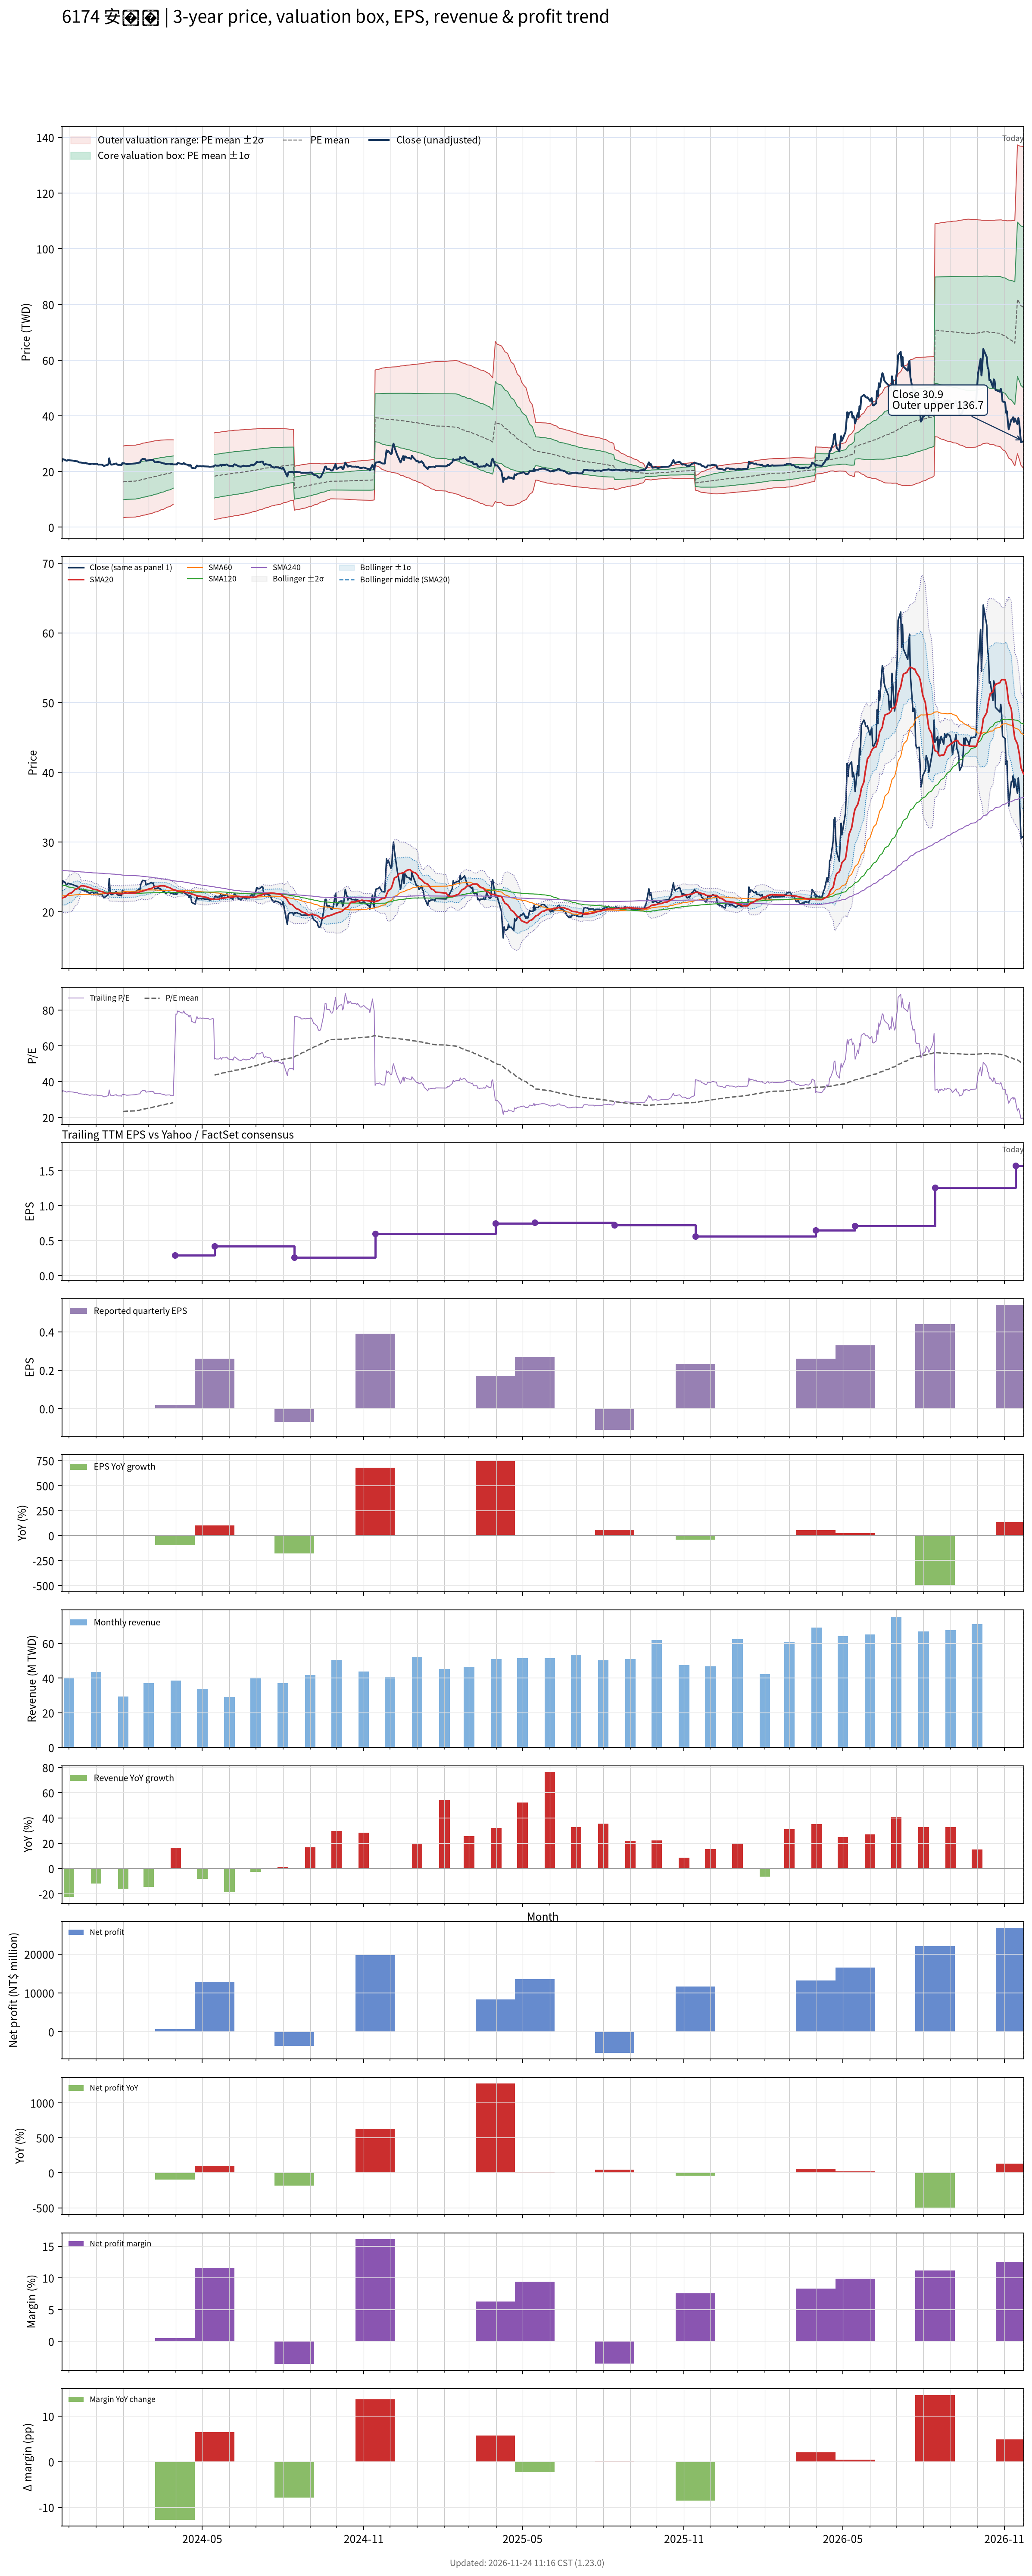 6174 安�� | 3-year price, valuation box, EPS, revenue & profit trend
Outer valuation range: PE mean ±2σ
PE mean
Close (unadjusted)
Core valuation box: PE mean ±1σ
Today
140
120
100
80
60
40
20
0
Price (TWD)
Close 30.9
Outer upper 136.7
Close (same as panel 1)
SMA20
SMA60
SMA120
SMA240
Bollinger ±2σ
Bollinger ±1σ
Bollinger middle (SMA20)
70
60
50
40
30
20
Price
Trailing P/E
P/E mean
80
60
40
20
P/E
Trailing TTM EPS vs Yahoo / FactSet consensus
Today
1.5
1.0
0.5
0.0
EPS
Reported quarterly EPS
0.4
0.2
0.0
EPS
EPS YoY growth
750
500
250
0
-250
-500
YoY (%)
Monthly revenue
60
40
20
0
Revenue (M TWD)
Revenue YoY growth
80
60
40
20
0
-20
YoY (%)
Month
Net profit
20000
10000
0
Net profit (NT$ million)
Net profit YoY
1000
500
0
-500
YoY (%)
Net profit margin
15
10
5
0
Margin (%)
Margin YoY change
10
0
-10
Δ margin (pp)
2024-05
2024-11
2025-05
2025-11
2026-05
2026-11
Updated: 2026-11-24 11:16 CST (1.23.0)